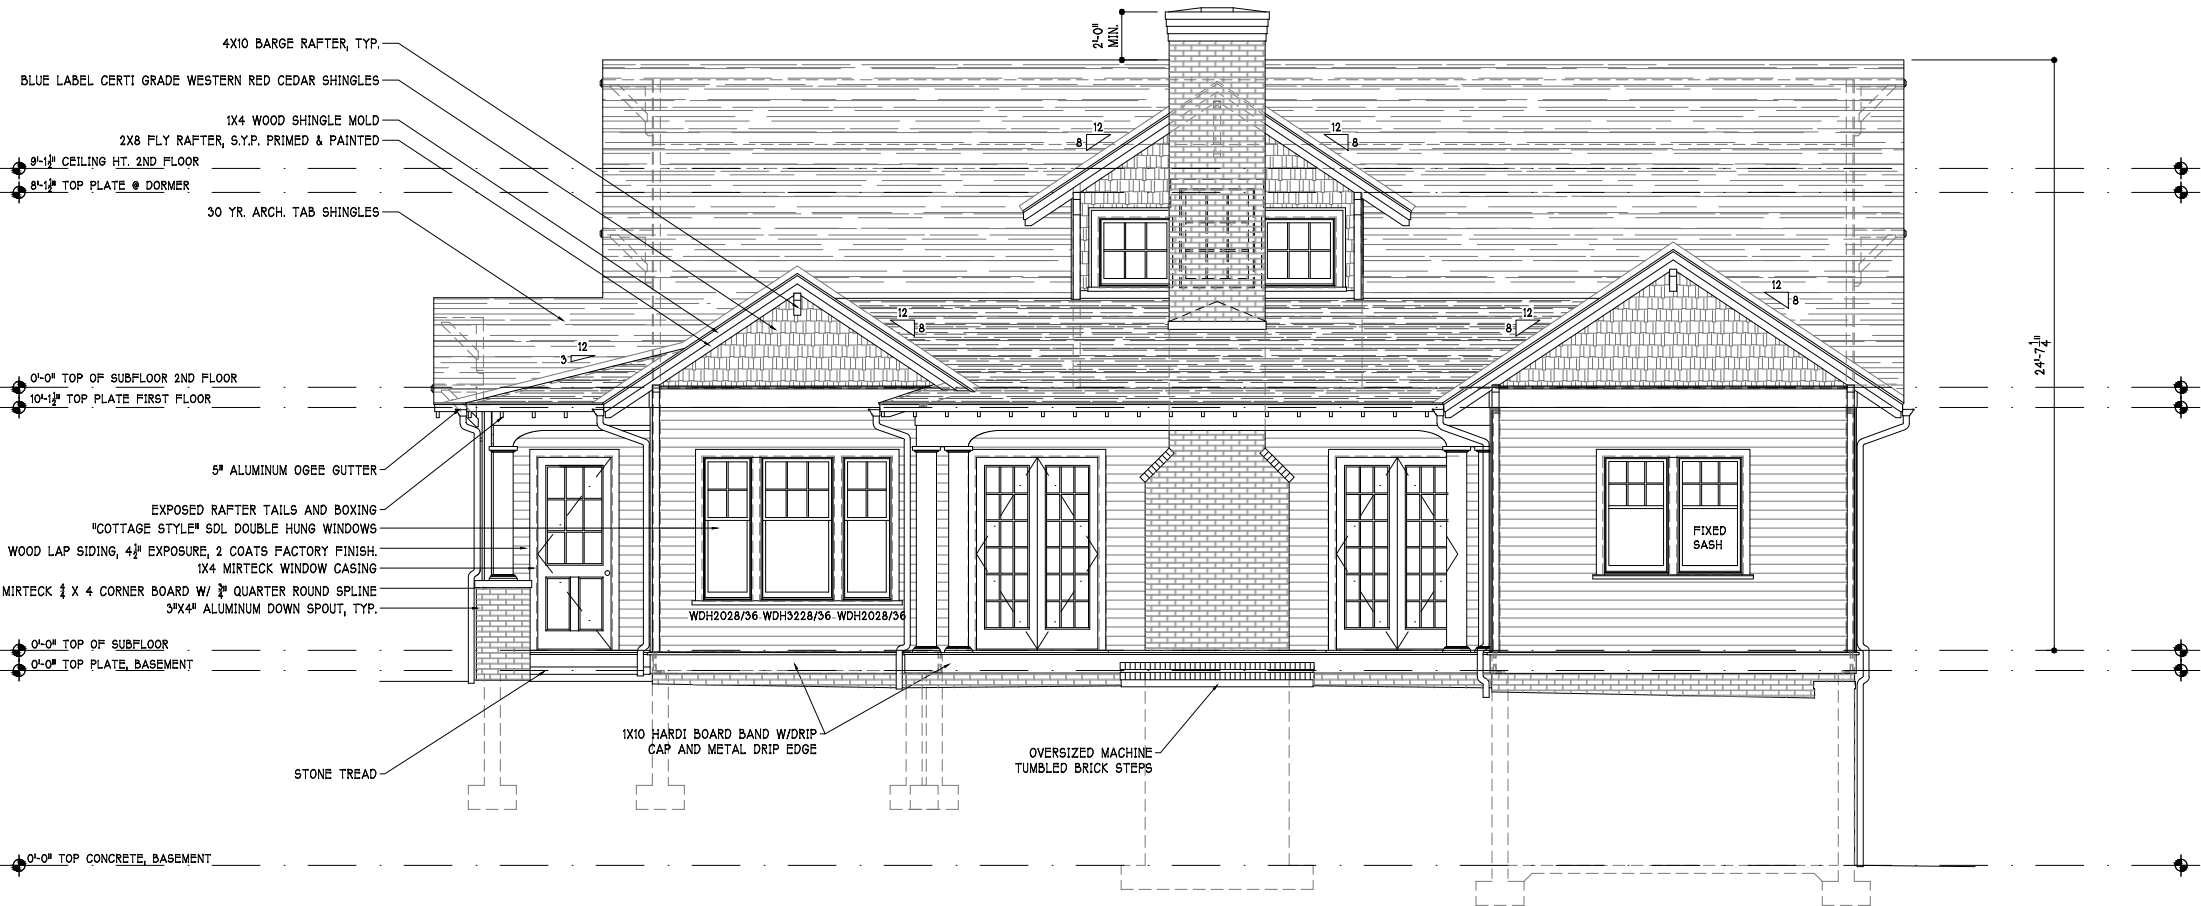 2'-0"
MIN.
4X10 BARGE RAFTER, TYP.
BLUE LABEL CERTI GRADE WESTERN RED CEDAR SHINGLES
1X4 WOOD SHINGLE MOLD
2X8 FLY RAFTER, S.Y.P. PRIMED & PAINTED
12
8
12
8
9'-1½" CEILING HT. 2ND FLOOR
8'-1½" TOP PLATE @ DORMER
30 YR. ARCH. TAB SHINGLES
12
8
12
8
12
8
12
3
24'-7¼"
0'-0" TOP OF SUBFLOOR 2ND FLOOR
10'-1½" TOP PLATE FIRST FLOOR
5" ALUMINUM OGEE GUTTER
EXPOSED RAFTER TAILS AND BOXING
"COTTAGE STYLE" SDL DOUBLE HUNG WINDOWS
FIXED
SASH
WOOD LAP SIDING, 4½" EXPOSURE, 2 COATS FACTORY FINISH.
1X4 MIRTECK WINDOW CASING
MIRTECK 4/4 X 4 CORNER BOARD W/ ¾" QUARTER ROUND SPLINE
3"X4" ALUMINUM DOWN SPOUT, TYP.
WDH2028/36 WDH3228/36 WDH2028/36
0'-0" TOP OF SUBFLOOR
0'-0" TOP PLATE, BASEMENT
1X10 HARDI BOARD BAND W/DRIP
CAP AND METAL DRIP EDGE
OVERSIZED MACHINE
TUMBLED BRICK STEPS
STONE TREAD
0'-0" TOP CONCRETE, BASEMENT